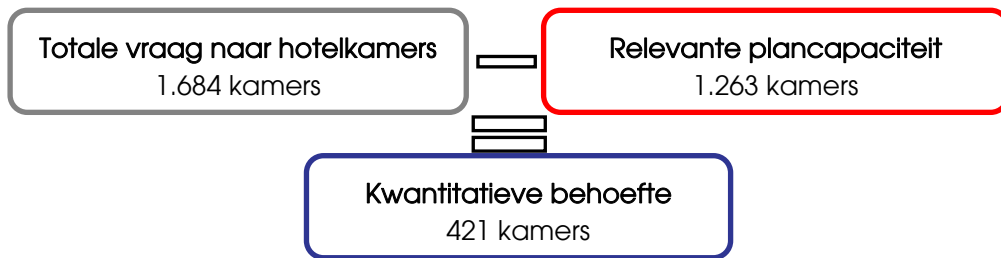 Totale vraag naar hotelkamers
1.684 kamers
Relevante plancapaciteit
1.263 kamers
Kwantitatieve behoefte
421 kamers